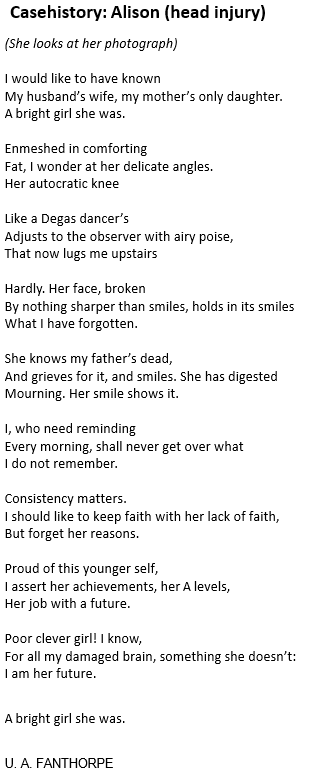 Casehistory: Alison (head injury)
(She looks at her photograph)
I would like to have known
My husband’s wife, my mother’s only daughter.
A bright girl she was.
Enmeshed in comforting
Fat, I wonder at her delicate angles.
Her autocratic knee
Like a Degas dancer’s
Adjusts to the observer with airy poise,
That now lugs me upstairs
Hardly. Her face, broken
By nothing sharper than smiles, holds in its smiles
What I have forgotten.
She knows my father’s dead,
And grieves for it, and smiles. She has digested
Mourning. Her smile shows it.
I, who need reminding
Every morning, shall never get over what
I do not remember.
Consistency matters.
I should like to keep faith with her lack of faith,
But forget her reasons.
Proud of this younger self,
I assert her achievements, her A levels,
Her job with a future.
Poor clever girl! I know,
For all my damaged brain, something she doesn’t:
I am her future.
A bright girl she was.
U. A. FANTHORPE